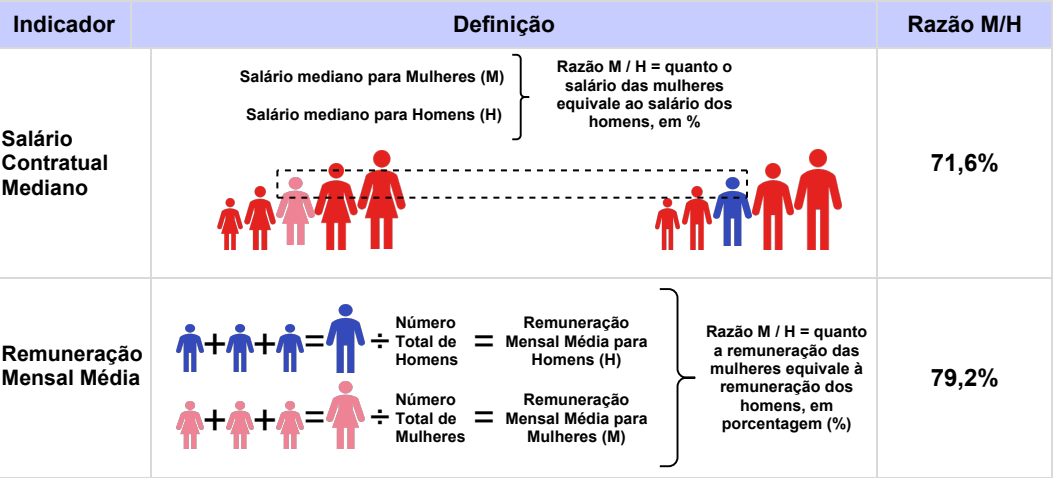 Indicador
Definição
Razão M/H
Salário
Contratual
Mediano
Salário mediano para Mulheres (M)
Salário mediano para Homens (H)
Razão M / H = quanto o
salário das mulheres
equivale ao salário dos
homens, em %
71,6%
Remuneração
Mensal Média
+ + = ÷
Número
Total de
Homens
=
Remuneração
Mensal Média para
Homens (H)
+ + = ÷
Número
Total de
Mulheres
=
Remuneração
Mensal Média para
Mulheres (M)
Razão M / H = quanto
a remuneração das
mulheres equivale à
remuneração dos
homens, em
porcentagem (%)
79,2%